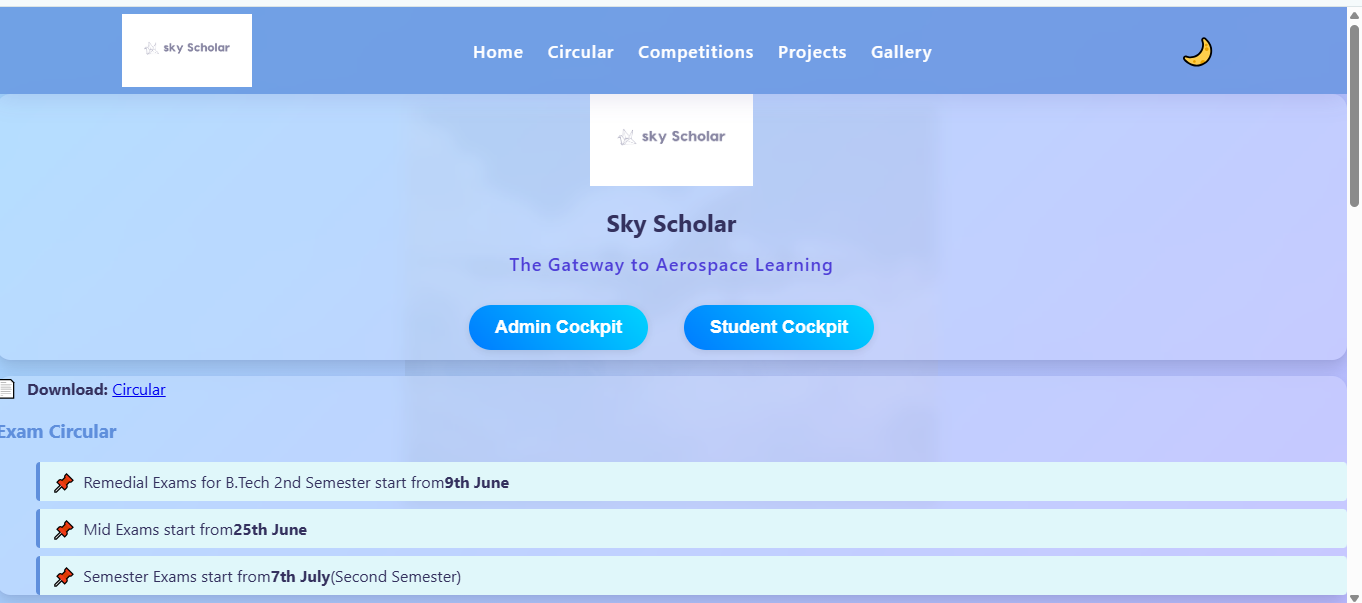 sky Scholar
Home Circular Competitions Projects Gallery
sky Scholar
Sky Scholar
The Gateway to Aerospace Learning
Admin Cockpit Student Cockpit
Download: Circular
Exam Circular
Remedial Exams for B.Tech 2nd Semester start from9th June
Mid Exams start from25th June
Semester Exams start from7th July(Second Semester)